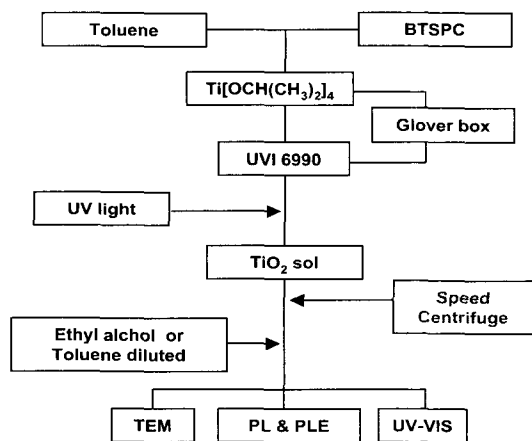 Toluene
BTSPC
Ti[OCH(CH₃)₂]₄
Glover box
UVI 6990
UV light
TiO₂ sol
Speed
Centrifuge
Ethyl alchol or
Toluene diluted
TEM
PL & PLE
UV-VIS